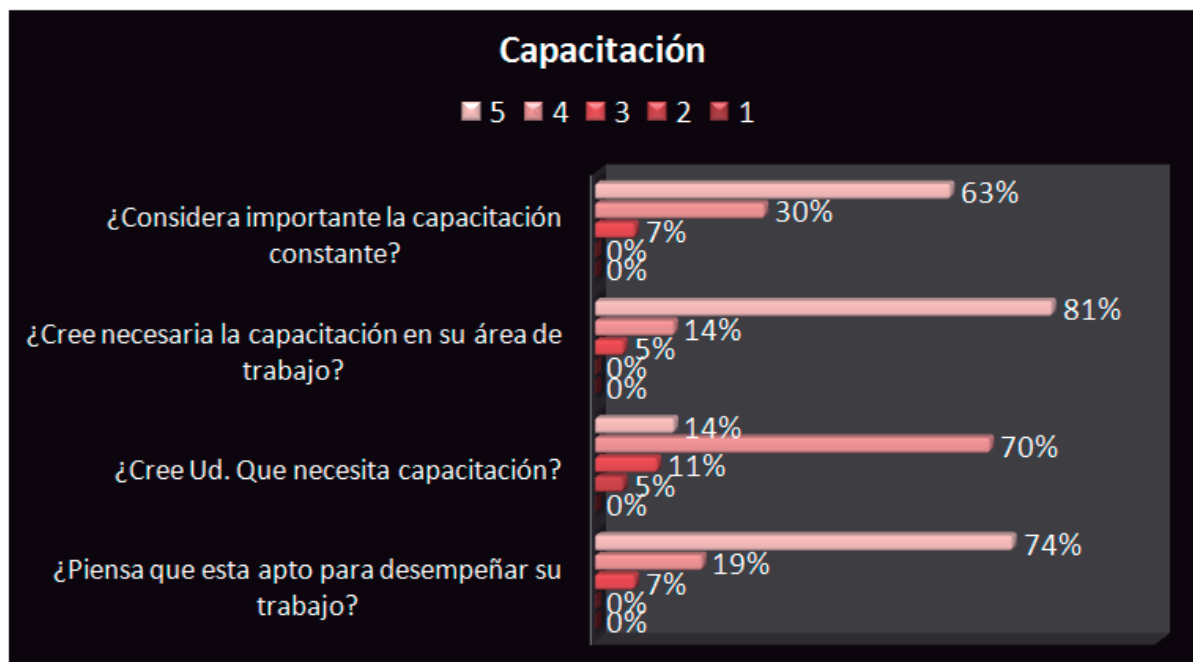 Capacitación
5 4 3 2 1
¿Considera importante la capacitación
constante?
63%
30%
7%
0%
0%
¿Cree necesaria la capacitación en su área de
trabajo?
81%
14%
5%
0%
0%
¿Cree Ud. Que necesita capacitación?
14%
70%
11%
5%
0%
¿Piensa que esta apto para desempeñar su
trabajo?
74%
19%
7%
0%
0%